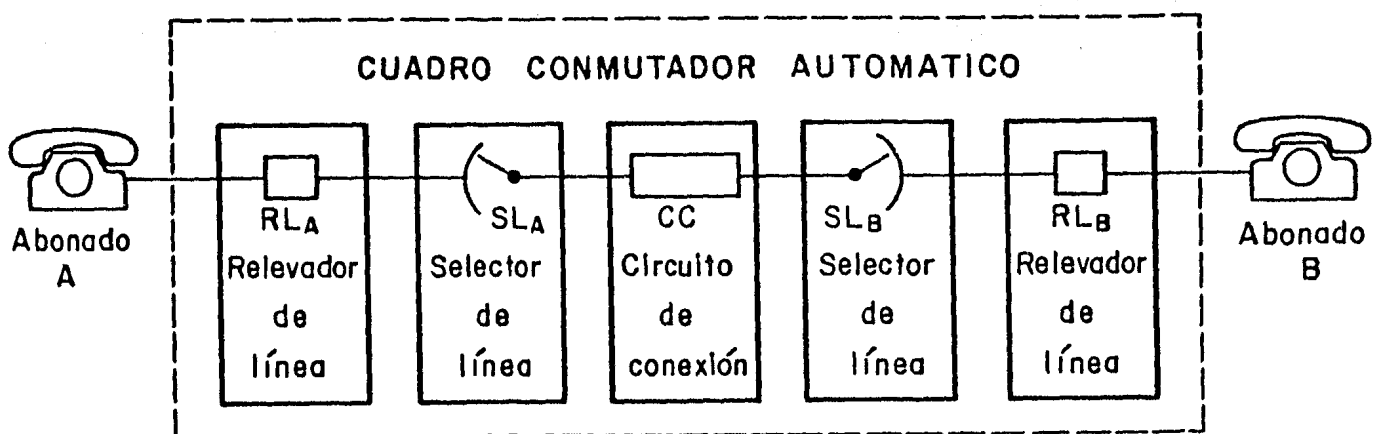 CUADRO CONMUTADOR AUTOMATICO
Abonado
A
RLA
Relevador
de
línea
SLA
Selector
de
línea
CC
Circuito
de
conexión
SLB
Selector
de
línea
RLB
Relevador
de
línea
Abonado
B